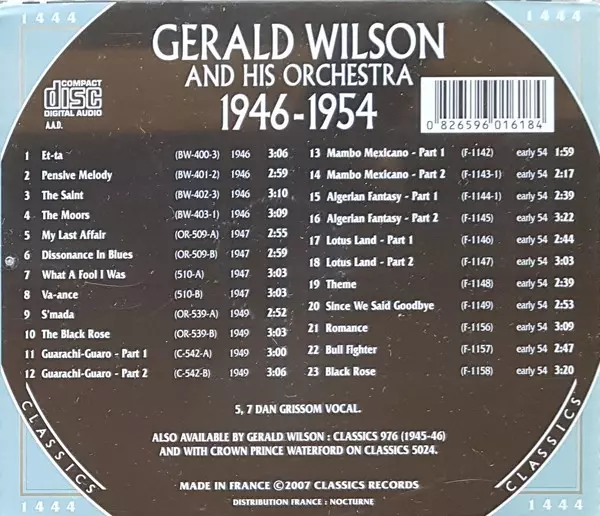 1444
1444
GERALD WILSON
AND HIS ORCHESTRA
1946-1954
COMPACT
disc
DIGITAL AUDIO
A.A.D.
0 826596 016184
1 Et-ta (BW-400-3) 1946 3:06
2 Pensive Melody (BW-401-2) 1946 2:59
3 The Saint (BW-402-3) 1946 3:10
4 The Moors (BW-403-1) 1946 3:09
5 My Last Affair (OR-509-A) 1947 2:55
6 Dissonance In Blues (OR-509-B) 1947 2:59
7 What A Fool I Was (510-A) 1947 3:03
8 Va-ance (510-B) 1947 3:03
9 S'mada (OR-539-A) 1949 2:52
10 The Black Rose (OR-539-B) 1949 3:03
11 Guarachi-Guaro - Part 1 (C-542-A) 1949 3:00
12 Guarachi-Guaro - Part 2 (C-542-B) 1949 3:06
13 Mambo Mexicano - Part 1 (F-1142) early 54 1:59
14 Mambo Mexicano - Part 2 (F-1143-1) early 54 2:17
15 Algerian Fantasy - Part 1 (F-1144-1) early 54 2:39
16 Algerian Fantasy - Part 2 (F-1145) early 54 3:22
17 Lotus Land - Part 1 (F-1146) early 54 2:44
18 Lotus Land - Part 2 (F-1147) early 54 3:03
19 Theme (F-1148) early 54 2:39
20 Since We Said Goodbye (F-1149) early 54 2:53
21 Romance (F-1156) early 54 3:09
22 Bull Fighter (F-1157) early 54 2:47
23 Black Rose (F-1158) early 54 3:20
5, 7 DAN GRISSOM VOCAL.
ALSO AVAILABLE BY GERALD WILSON : CLASSICS 976 (1945-46)
AND WITH CROWN PRINCE WATERFORD ON CLASSICS 5024.
MADE IN FRANCE ©2007 CLASSICS RECORDS
DISTRIBUTION FRANCE : NOCTURNE
CLASSICS
CLASSICS
1444
1444